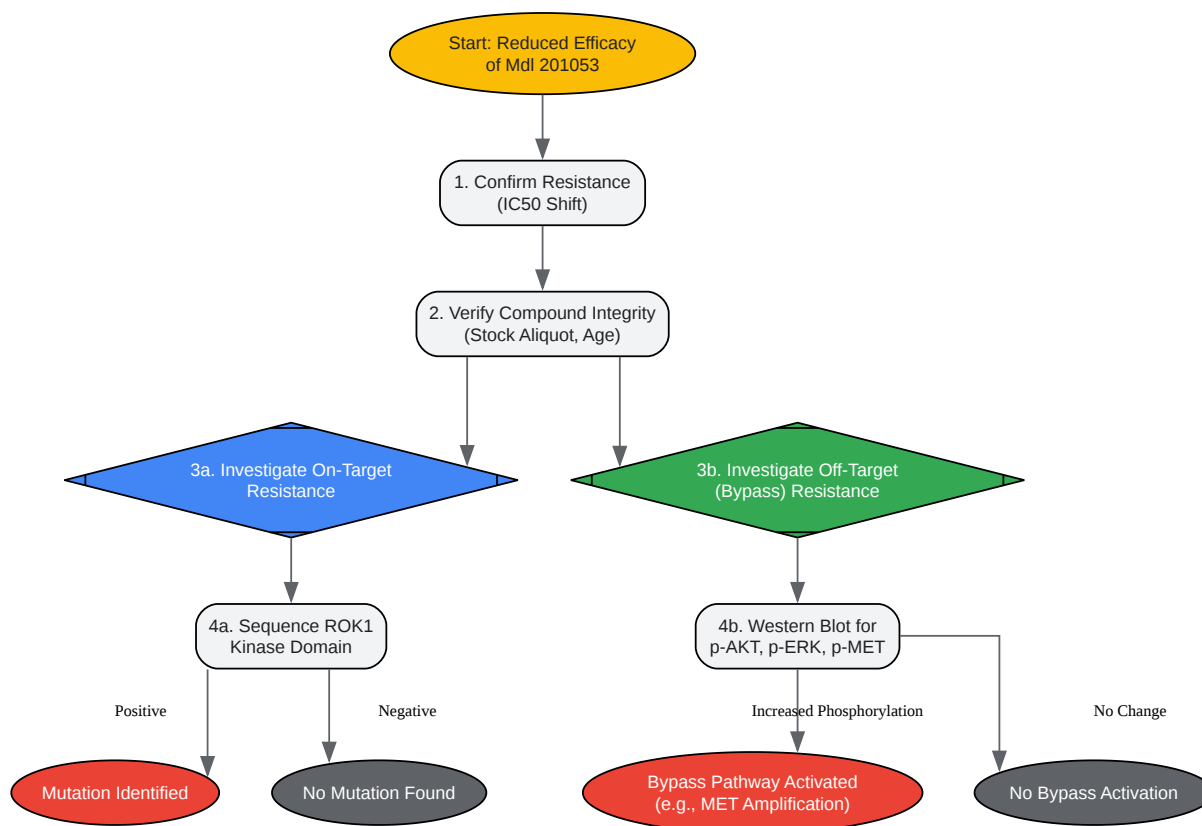 Start: Reduced Efficacy
of Mdl 201053
1. Confirm Resistance
(IC50 Shift)
2. Verify Compound Integrity
(Stock Aliquot, Age)
3a. Investigate On-Target
Resistance
3b. Investigate Off-Target
(Bypass) Resistance
4a. Sequence ROK1
Kinase Domain
4b. Western Blot for
p-AKT, p-ERK, p-MET
Positive
Negative
Increased Phosphorylation
No Change
Mutation Identified
No Mutation Found
Bypass Pathway Activated
(e.g., MET Amplification)
No Bypass Activation